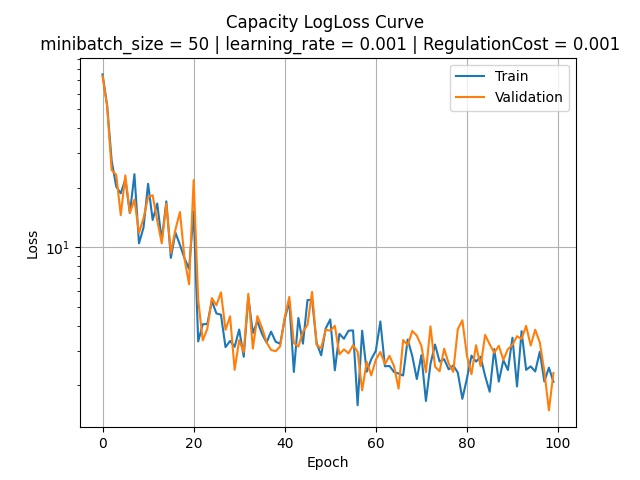 Capacity LogLoss Curve
minibatch_size = 50 | learning_rate = 0.001 | RegulationCost = 0.001
Train
Validation
10¹
Loss
0 20 40 60 80 100
Epoch